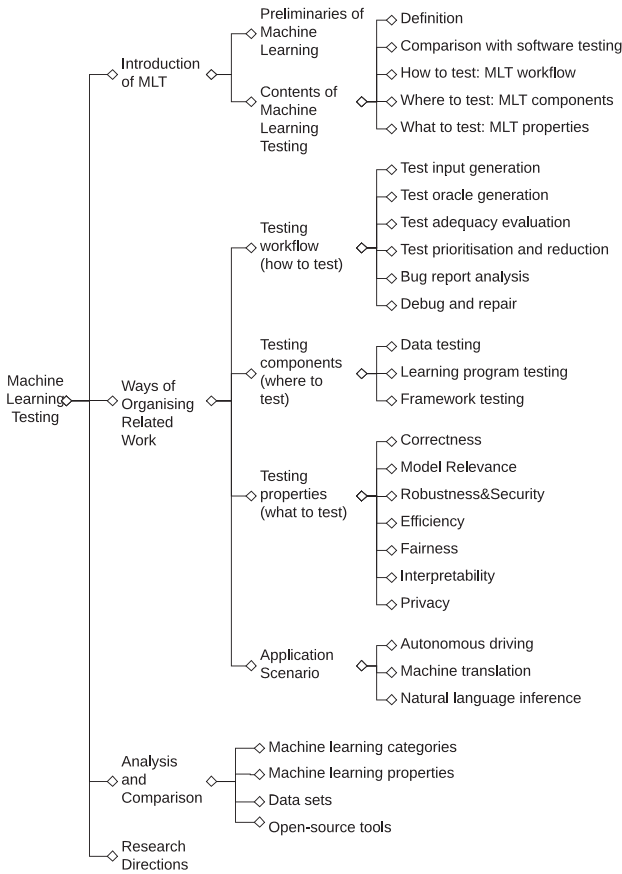 Machine
Learning
Testing
Introduction
of MLT
Preliminaries of
Machine
Learning
Contents of
Machine
Learning
Testing
Definition
Comparison with software testing
How to test: MLT workflow
Where to test: MLT components
What to test: MLT properties
Ways of
Organising
Related
Work
Testing
workflow
(how to test)
Test input generation
Test oracle generation
Test adequacy evaluation
Test prioritisation and reduction
Bug report analysis
Debug and repair
Testing
components
(where to
test)
Data testing
Learning program testing
Framework testing
Testing
properties
(what to test)
Correctness
Model Relevance
Robustness&Security
Efficiency
Fairness
Interpretability
Privacy
Application
Scenario
Autonomous driving
Machine translation
Natural language inference
Analysis
and
Comparison
Machine learning categories
Machine learning properties
Data sets
Open-source tools
Research
Directions